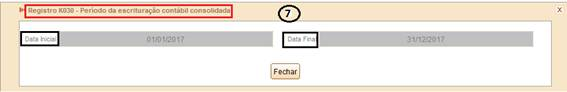 Registro K030 - Período da escrituração contábil consolidada
7
X
Data Inicial 01/01/2017 Data Final 31/12/2017
Fechar